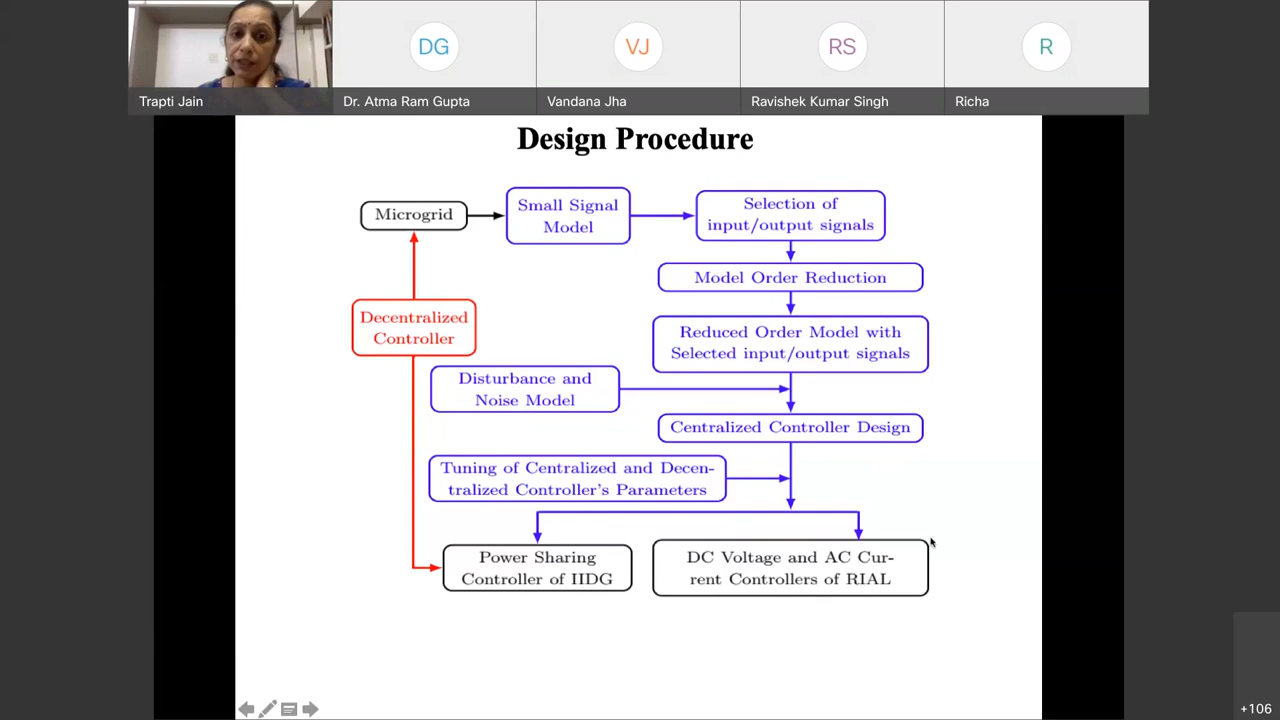 DG
VJ
RS
R
Trapti Jain
Dr. Atma Ram Gupta
Vandana Jha
Ravishek Kumar Singh
Richa
Design Procedure
Microgrid
Small Signal
Model
Selection of
input/output signals
Model Order Reduction
Decentralized
Controller
Reduced Order Model with
Selected input/output signals
Disturbance and
Noise Model
Centralized Controller Design
Tuning of Centralized and Decen-
tralized Controller's Parameters
Power Sharing
Controller of IIDG
DC Voltage and AC Cur-
rent Controllers of RIAL
+106